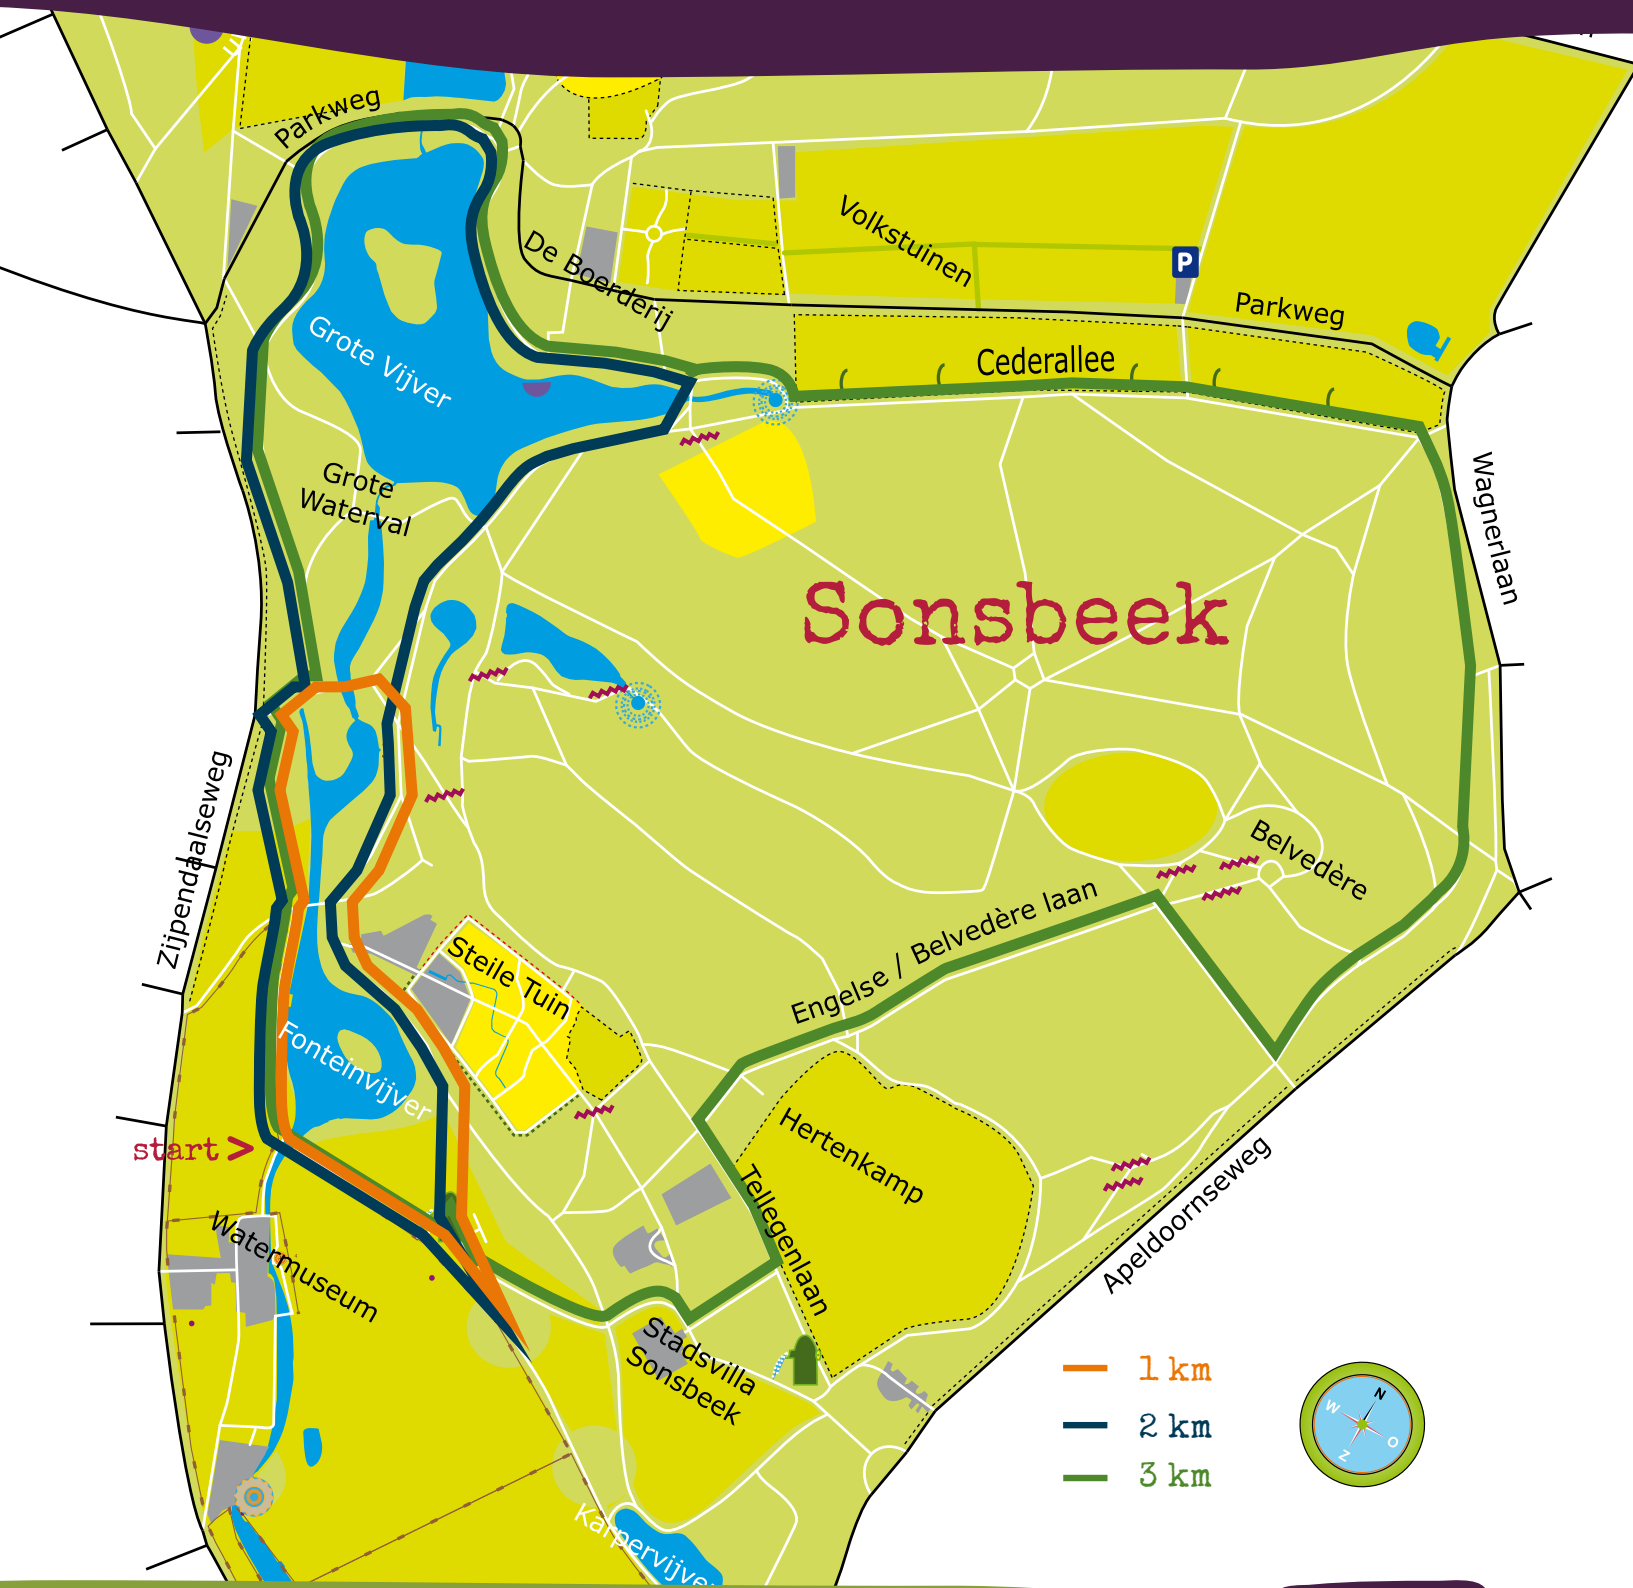 Parkweg
De Boerderij
Volkstuinen
P
Parkweg
Cederallee
Grote Vijver
Grote
Waterval
Wagnerlaan
Sonsbeek
Zijpendaalseweg
Belvedère
Engelse / Belvedère laan
Steile Tuin
Fonteinvijver
start >
Hertenkamp
Tellegenlaan
Apeldoornseweg
Watermuseum
Stadsvilla
Sonsbeek
Karpervijver
1 km
2 km
3 km
N
W
O
Z